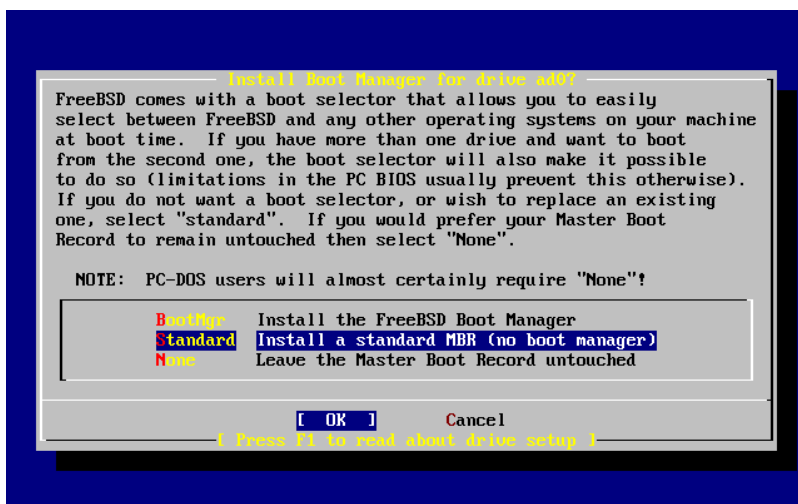 Install Boot Manager for drive ad0?
FreeBSD comes with a boot selector that allows you to easily
select between FreeBSD and any other operating systems on your machine
at boot time.  If you have more than one drive and want to boot
from the second one, the boot selector will also make it possible
to do so (limitations in the PC BIOS usually prevent this otherwise).
If you do not want a boot selector, or wish to replace an existing
one, select "standard".  If you would prefer your Master Boot
Record to remain untouched then select "None".
NOTE:  PC-DOS users will almost certainly require "None"!
BootMgr   Install the FreeBSD Boot Manager
Standard  Install a standard MBR (no boot manager)
None      Leave the Master Boot Record untouched
[  OK  ]     Cancel
[ Press F1 to read about drive setup ]